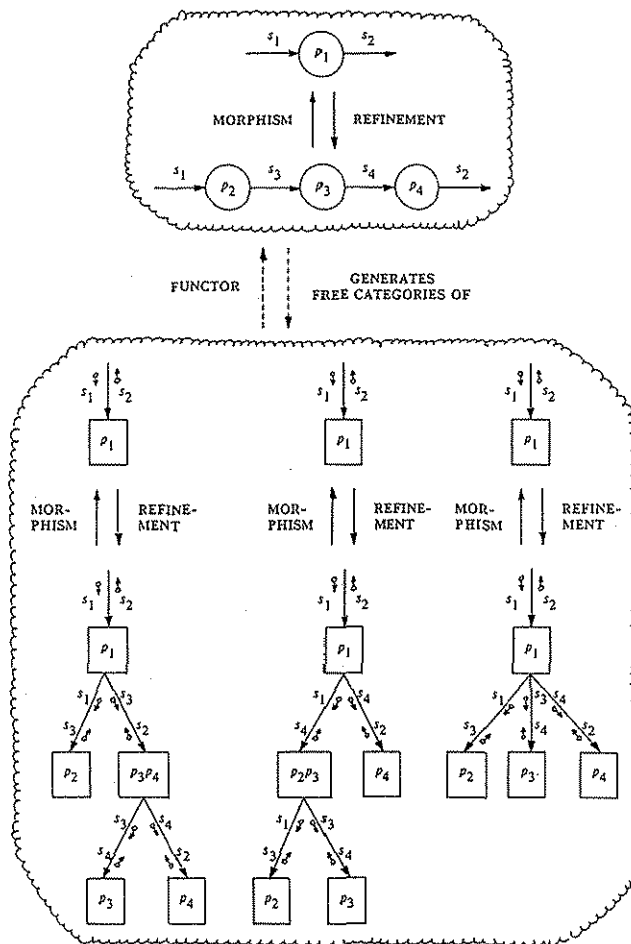 s1 p1 s2
MORPHISM REFINEMENT
s1 p2 s3 p3 s4 p4 s2
FUNCTOR GENERATES
FREE CATEGORIES OF
s1 s2 s1 s2 s1 s2
p1 p1 p1
MOR- REFINE- MOR- REFINE- MOR- REFINE-
PHISM MENT PHISM MENT PHISM MENT
s1 s2 s1 s2 s1 s2
p1 p1 p1
s1 s3 s1 s4 s1 s3 s4
s3 s2 s4 s2 s3 s4 s2
p2 p3p4 p2p3 p4 p2 p3. p4
s3 s4 s1 s3
s4 s2 s3 s4
p3 p4 p2 p3